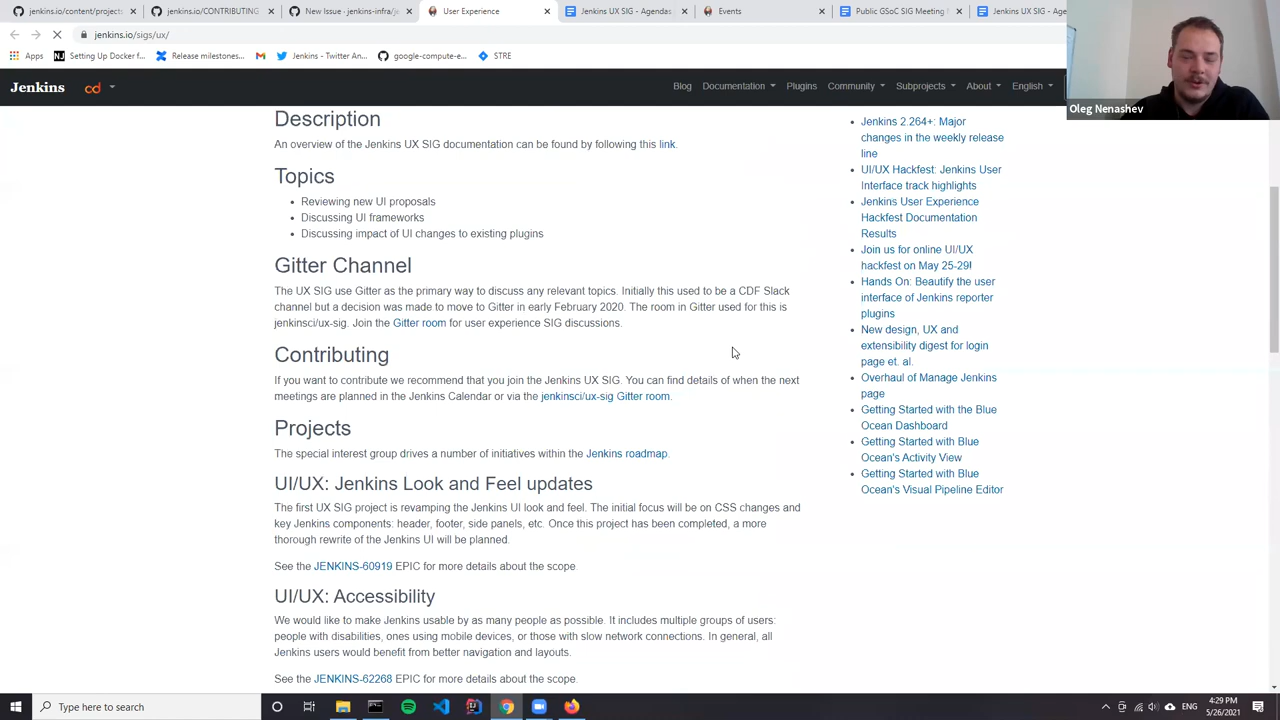 jenkins.io/content/project
jenkins.io/CONTRIBUTING
New Issue · jenkins-infra/je
User Experience
Jenkins UX SIG - Agendas
Events
Public GSoC SIG Meeting
Jenkins UX SIG - Age
jenkins.io/sigs/ux/
Apps
Setting Up Docker f...
Release milestones...
Jenkins - Twitter An...
google-compute-e...
STRE
Oleg Nenashev
Jenkins
cd
Blog
Documentation
Plugins
Community
Subprojects
About
English
Description
An overview of the Jenkins UX SIG documentation can be found by following this link.
Topics
Reviewing new UI proposals
Discussing UI frameworks
Discussing impact of UI changes to existing plugins
Gitter Channel
The UX SIG use Gitter as the primary way to discuss any relevant topics. Initially this used to be a CDF Slack
channel but a decision was made to move to Gitter in early February 2020. The room in Gitter used for this is
jenkinsci/ux-sig. Join the Gitter room for user experience SIG discussions.
Contributing
If you want to contribute we recommend that you join the Jenkins UX SIG. You can find details of when the next
meetings are planned in the Jenkins Calendar or via the jenkinsci/ux-sig Gitter room.
Projects
The special interest group drives a number of initiatives within the Jenkins roadmap.
UI/UX: Jenkins Look and Feel updates
The first UX SIG project is revamping the Jenkins UI look and feel. The initial focus will be on CSS changes and
key Jenkins components: header, footer, side panels, etc. Once this project has been completed, a more
thorough rewrite of the Jenkins UI will be planned.
See the JENKINS-60919 EPIC for more details about the scope.
UI/UX: Accessibility
We would like to make Jenkins usable by as many people as possible. It includes multiple groups of users:
people with disabilities, ones using mobile devices, or those with slow network connections. In general, all
Jenkins users would benefit from better navigation and layouts.
See the JENKINS-62268 EPIC for more details about the scope.
Jenkins 2.264+: Major
changes in the weekly release
line
UI/UX Hackfest: Jenkins User
Interface track highlights
Jenkins User Experience
Hackfest Documentation
Results
Join us for online UI/UX
hackfest on May 25-29!
Hands On: Beautify the user
interface of Jenkins reporter
plugins
New design, UX and
extensibility digest for login
page et. al.
Overhaul of Manage Jenkins
page
Getting Started with the Blue
Ocean Dashboard
Getting Started with Blue
Ocean's Activity View
Getting Started with Blue
Ocean's Visual Pipeline Editor
Type here to search
ENG
4:29 PM
5/26/2021